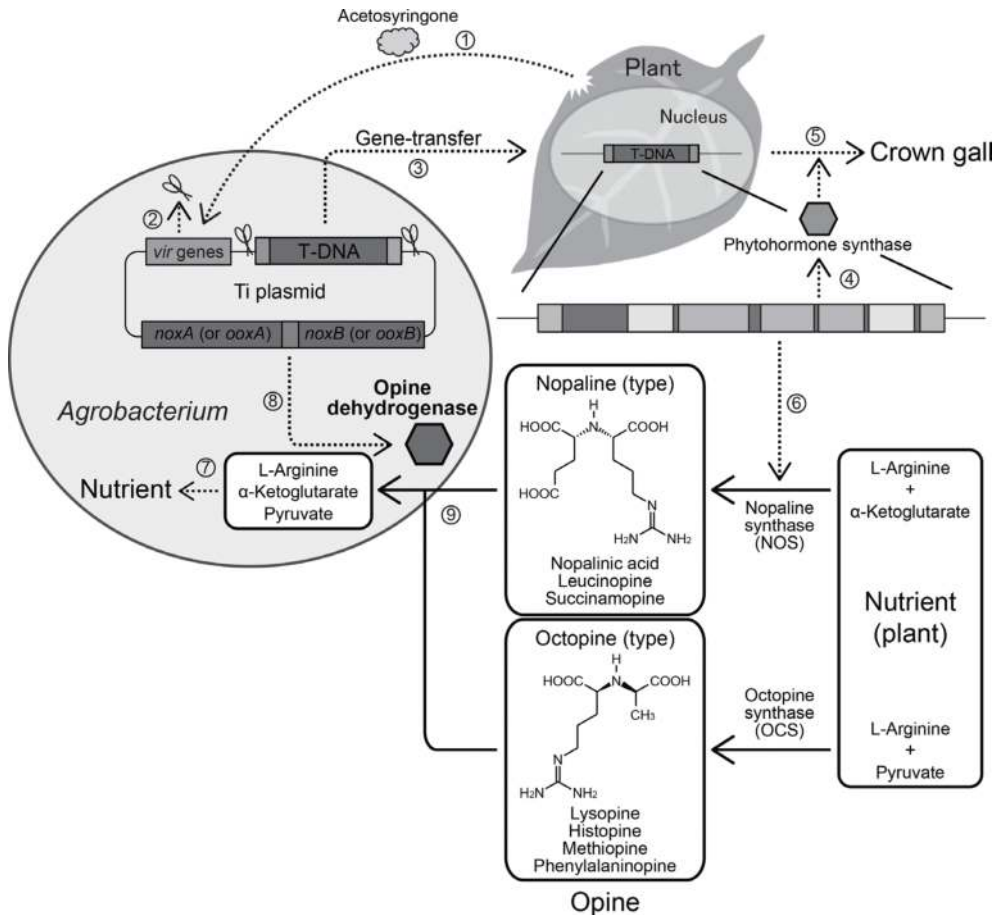 Acetosyringone
①
Plant
Nucleus
T-DNA
Gene-transfer
③
⑤
Crown gall
②
vir genes
T-DNA
Phytohormone synthase
④
Ti plasmid
noxA (or ooxA)
noxB (or ooxB)
⑧
Opine
dehydrogenase
Agrobacterium
⑦
Nutrient
L-Arginine
α-Ketoglutarate
Pyruvate
⑨
Nopaline (type)
H
N
HOOC
COOH
HOOC
N
H2N
NH2
Nopalinic acid
Leucinopine
Succinamopine
⑥
Nopaline
synthase
(NOS)
L-Arginine
+
α-Ketoglutarate
Nutrient
(plant)
L-Arginine
+
Pyruvate
Octopine (type)
H
HOOC
N
COOH
CH3
N
H2N
NH2
Lysopine
Histopine
Methiopine
Phenylalaninopine
Octopine
synthase
(OCS)
Opine